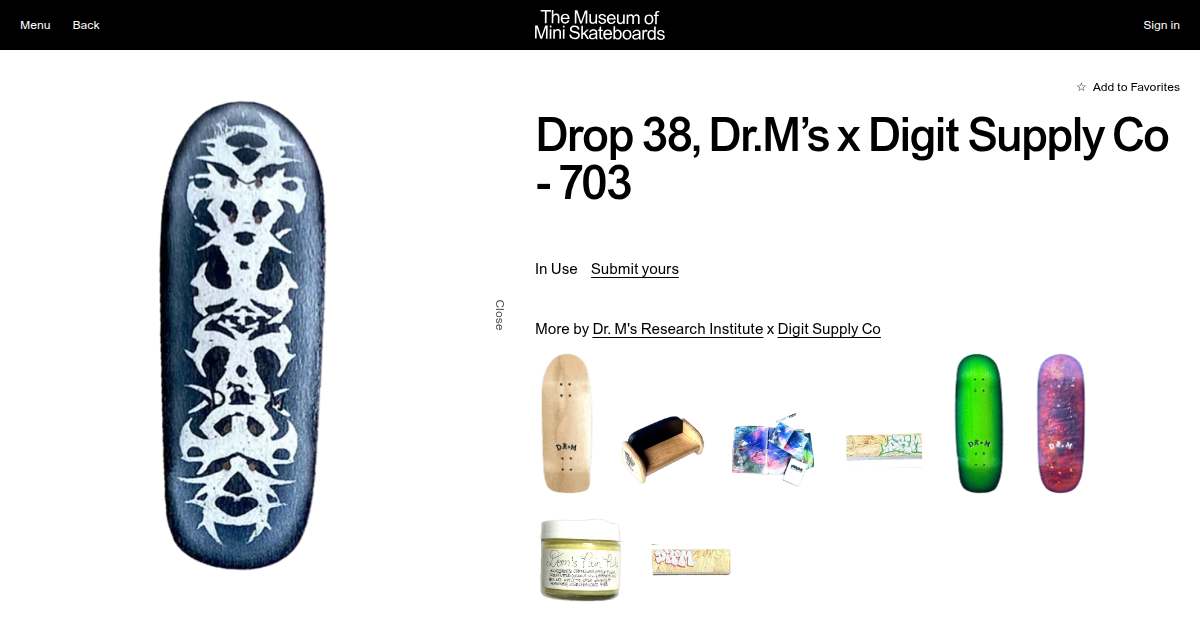 Menu
Back
The Museum of
Mini Skateboards
Sign in
☆ Add to Favorites
Drop 38, Dr.M’s x Digit Supply Co
- 703
In Use
Submit yours
Close
More by Dr. M's Research Institute x Digit Supply Co
DR M
DR M
DR M
DR M